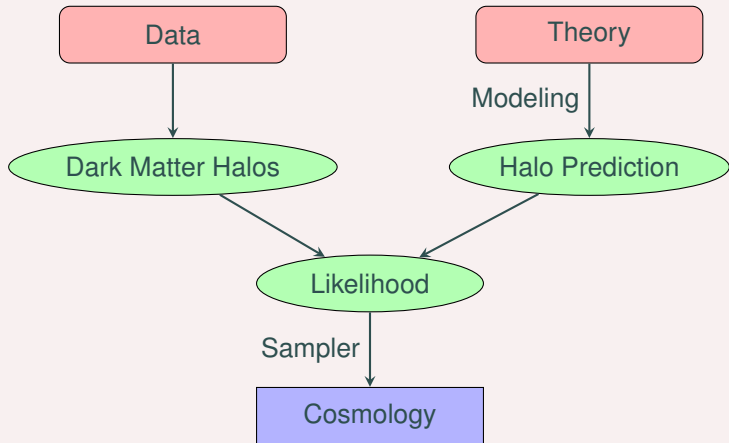 Data
Theory
Modeling
Dark Matter Halos
Halo Prediction
Likelihood
Sampler
Cosmology